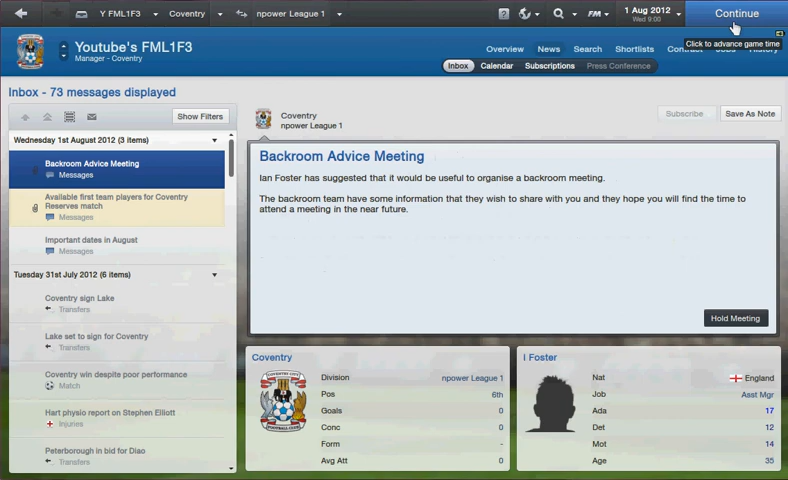 Y FML1F3
Coventry
npower League 1
?
FM
1 Aug 2012
Wed 9:00
Continue
Click to advance game time
Youtube's FML1F3
Manager - Coventry
Overview
News
Search
Shortlists
Inbox
Calendar
Subscriptions
Press Conference
Inbox - 73 messages displayed
Show Filters
Wednesday 1st August 2012 (3 items)
Backroom Advice Meeting
Messages
Available first team players for Coventry
Reserves match
Messages
Important dates in August
Messages
Tuesday 31st July 2012 (6 items)
Coventry sign Lake
Transfers
Lake set to sign for Coventry
Transfers
Coventry win despite poor performance
Match
Hart physio report on Stephen Elliott
Injuries
Peterborough in bid for Diao
Transfers
Coventry
npower League 1
Subscribe
Save As Note
Backroom Advice Meeting
Ian Foster has suggested that it would be useful to organise a backroom meeting.
The backroom team have some information that they wish to share with you and they hope you will find the time to
attend a meeting in the near future.
Hold Meeting
Coventry
Division npower League 1
Pos 6th
Goals 0
Conc 0
Form -
Avg Att 0
I Foster
Nat England
Job Asst Mgr
Ada 17
Det 12
Mot 14
Age 35